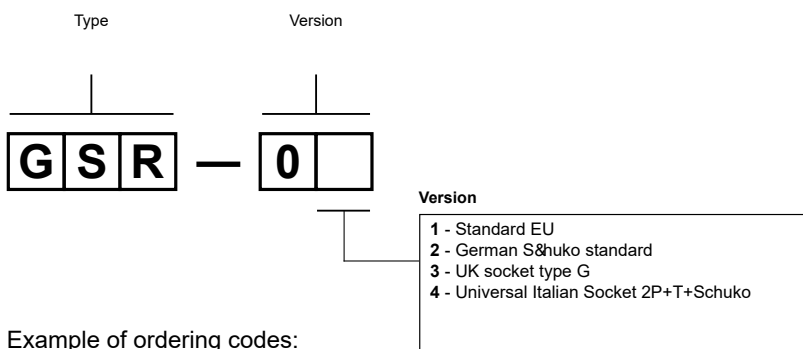 Type Version
GSR — 0
Version
1 - Standard EU
2 - German S&huko standard
3 - UK socket type G
4 - Universal Italian Socket 2P+T+Schuko
Example of ordering codes: